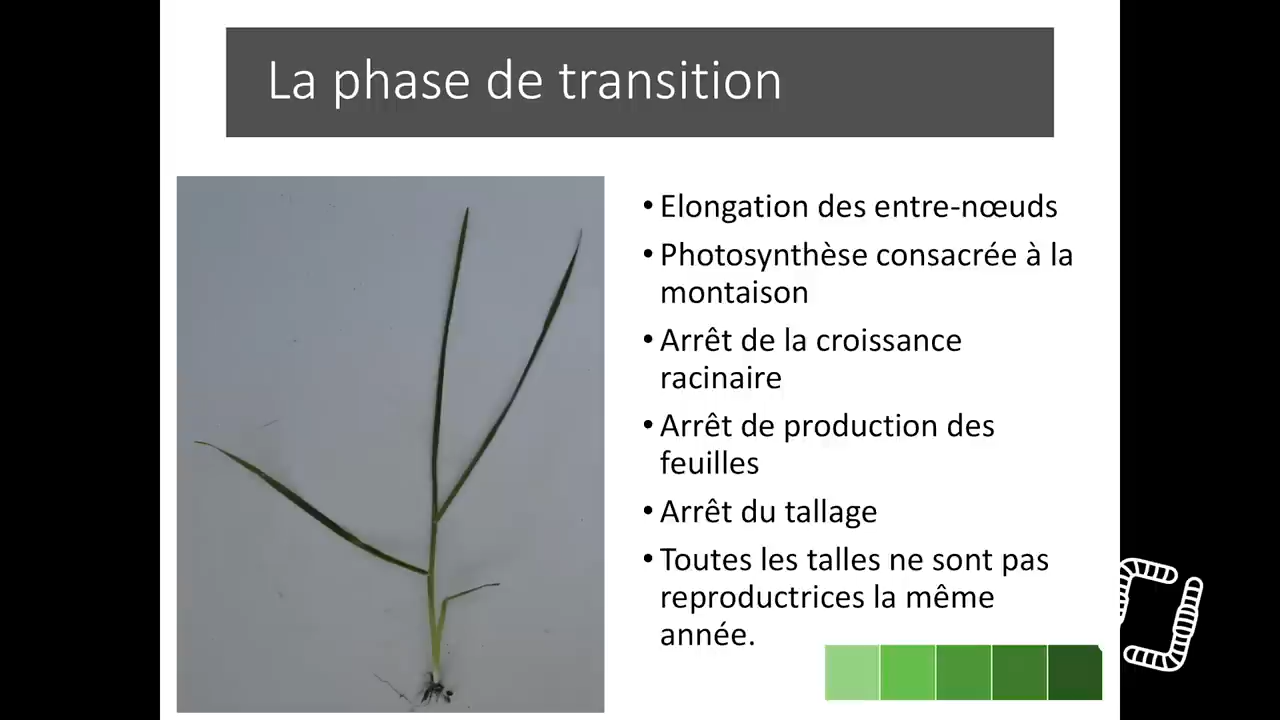 La phase de transition
• Elongation des entre-nœuds
• Photosynthèse consacrée à la
montaison
• Arrêt de la croissance
racinaire
• Arrêt de production des
feuilles
• Arrêt du tallage
• Toutes les talles ne sont pas
reproductrices la même
année.